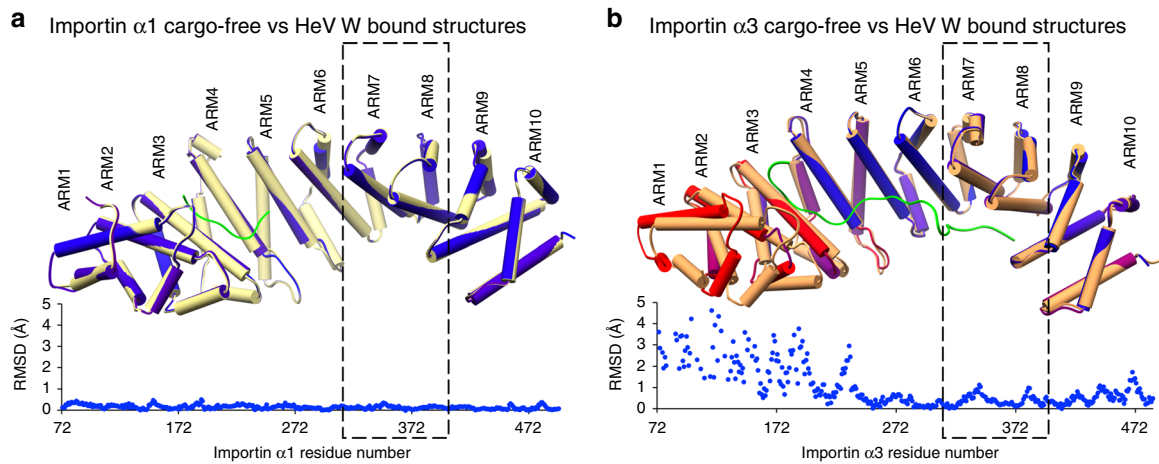 a Importin α1 cargo-free vs HeV W bound structures
ARM1
ARM2
ARM3
ARM4
ARM5
ARM6
ARM7
ARM8
ARM9
ARM10
RMSD (Å)
5
4
3
2
1
0
72 172 272 372 472
Importin α1 residue number
b Importin α3 cargo-free vs HeV W bound structures
ARM1
ARM2
ARM3
ARM4
ARM5
ARM6
ARM7
ARM8
ARM9
ARM10
RMSD (Å)
5
4
3
2
1
0
72 172 272 372 472
Importin α3 residue number